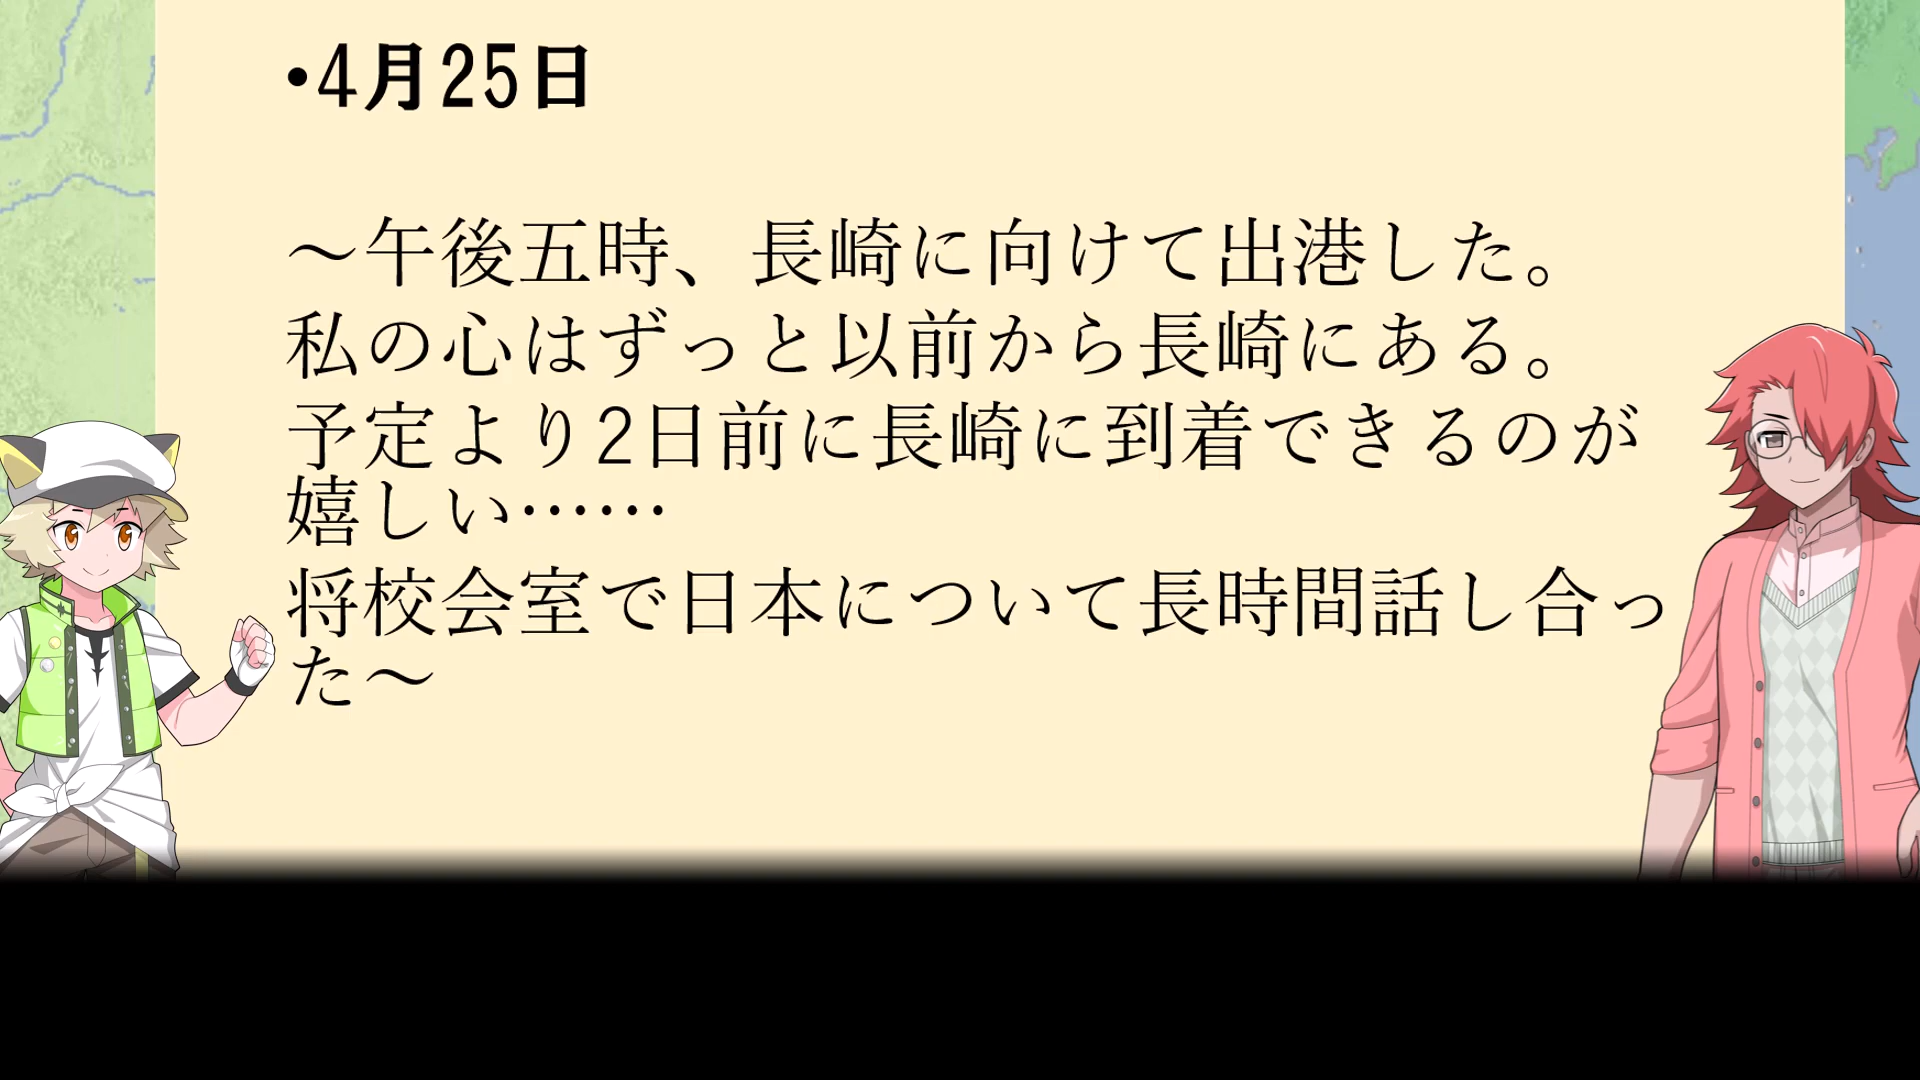 •4月25日
～午後五時、長崎に向けて出港した。
私の心はずっと以前から長崎にある。
予定より2日前に長崎に到着できるのが
嬉しい……
将校会室で日本について長時間話し合っ
た～